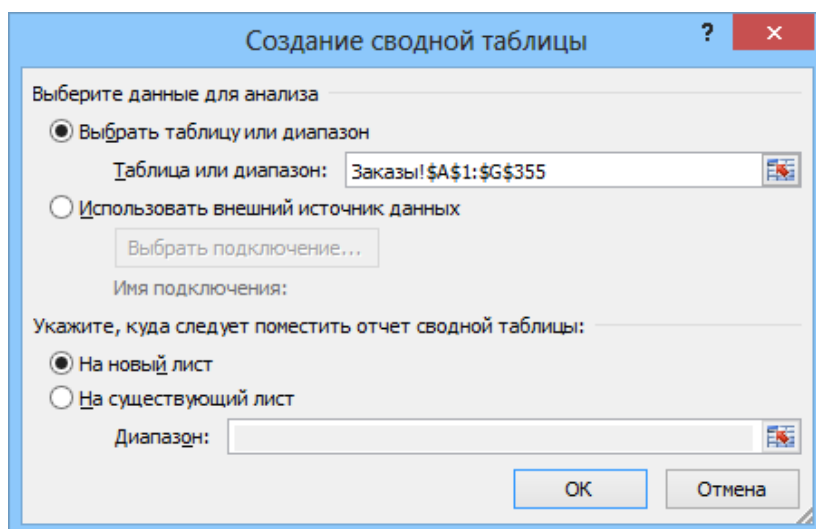 Создание сводной таблицы ? ×
Выберите данные для анализа
Выбрать таблицу или диапазон
Таблица или диапазон: Заказы!$A$1:$G$355
Использовать внешний источник данных
Выбрать подключение...
Имя подключения:
Укажите, куда следует поместить отчет сводной таблицы:
На новый лист
На существующий лист
Диапазон:
ОК Отмена